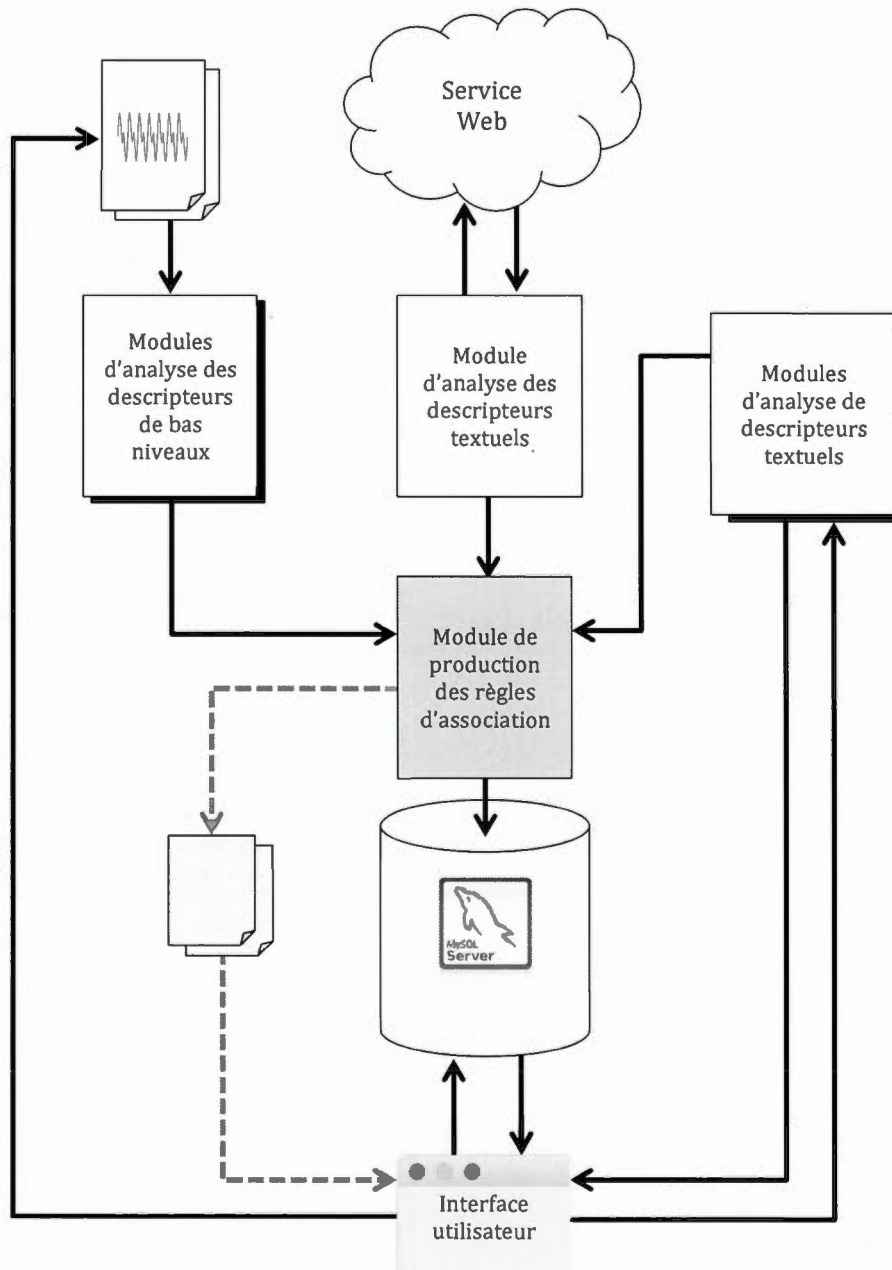 Service
Web
Modules
d'analyse des
descripteurs
de bas
niveaux
Module
d'analyse des
descripteurs
textuels
Modules
d'analyse de
descripteurs
textuels
Module de
production
des règles
d'association
MySQL
Server
Interface
utilisateur